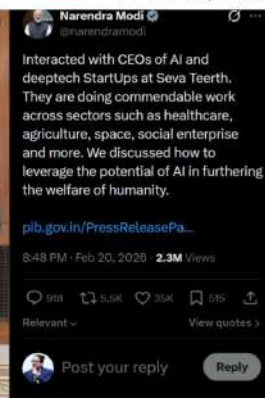 Narendra Modi
@narendramodi
Interacted with CEOs of AI and
deeptech StartUps at Seva Teerth.
They are doing commendable work
across sectors such as healthcare,
agriculture, space, social enterprise
and more. We discussed how to
leverage the potential of AI in furthering
the welfare of humanity.
pib.gov.in/PressReleasePa...
8:48 PM · Feb 20, 2026 · 2.3M Views
918 5.5K 35K 515
Relevant View quotes >
Post your reply Reply